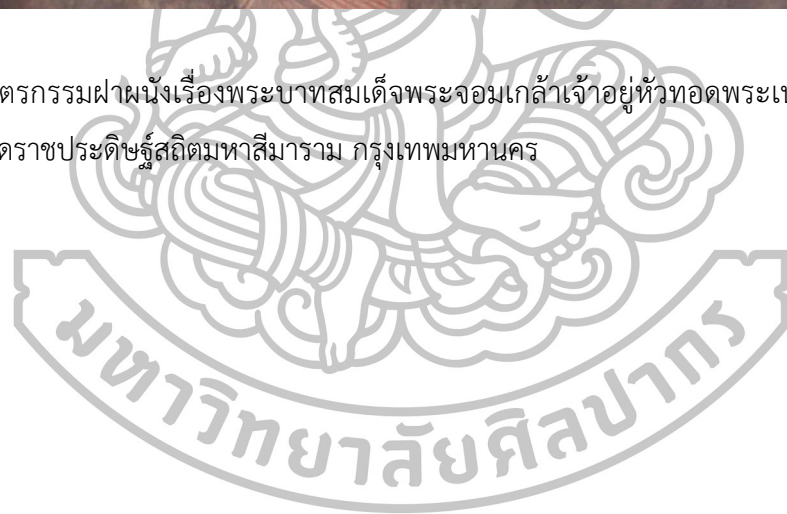 ตรกรรมฝาผนังเรื่องพระบาทสมเด็จพระจอมเกล้าเจ้าอยู่หัวทอดพระเน
ดราชประดิษฐ์สถิตมหาสีมาราม กรุงเทพมหานคร
มหาวิทยาลัยศิลปากร